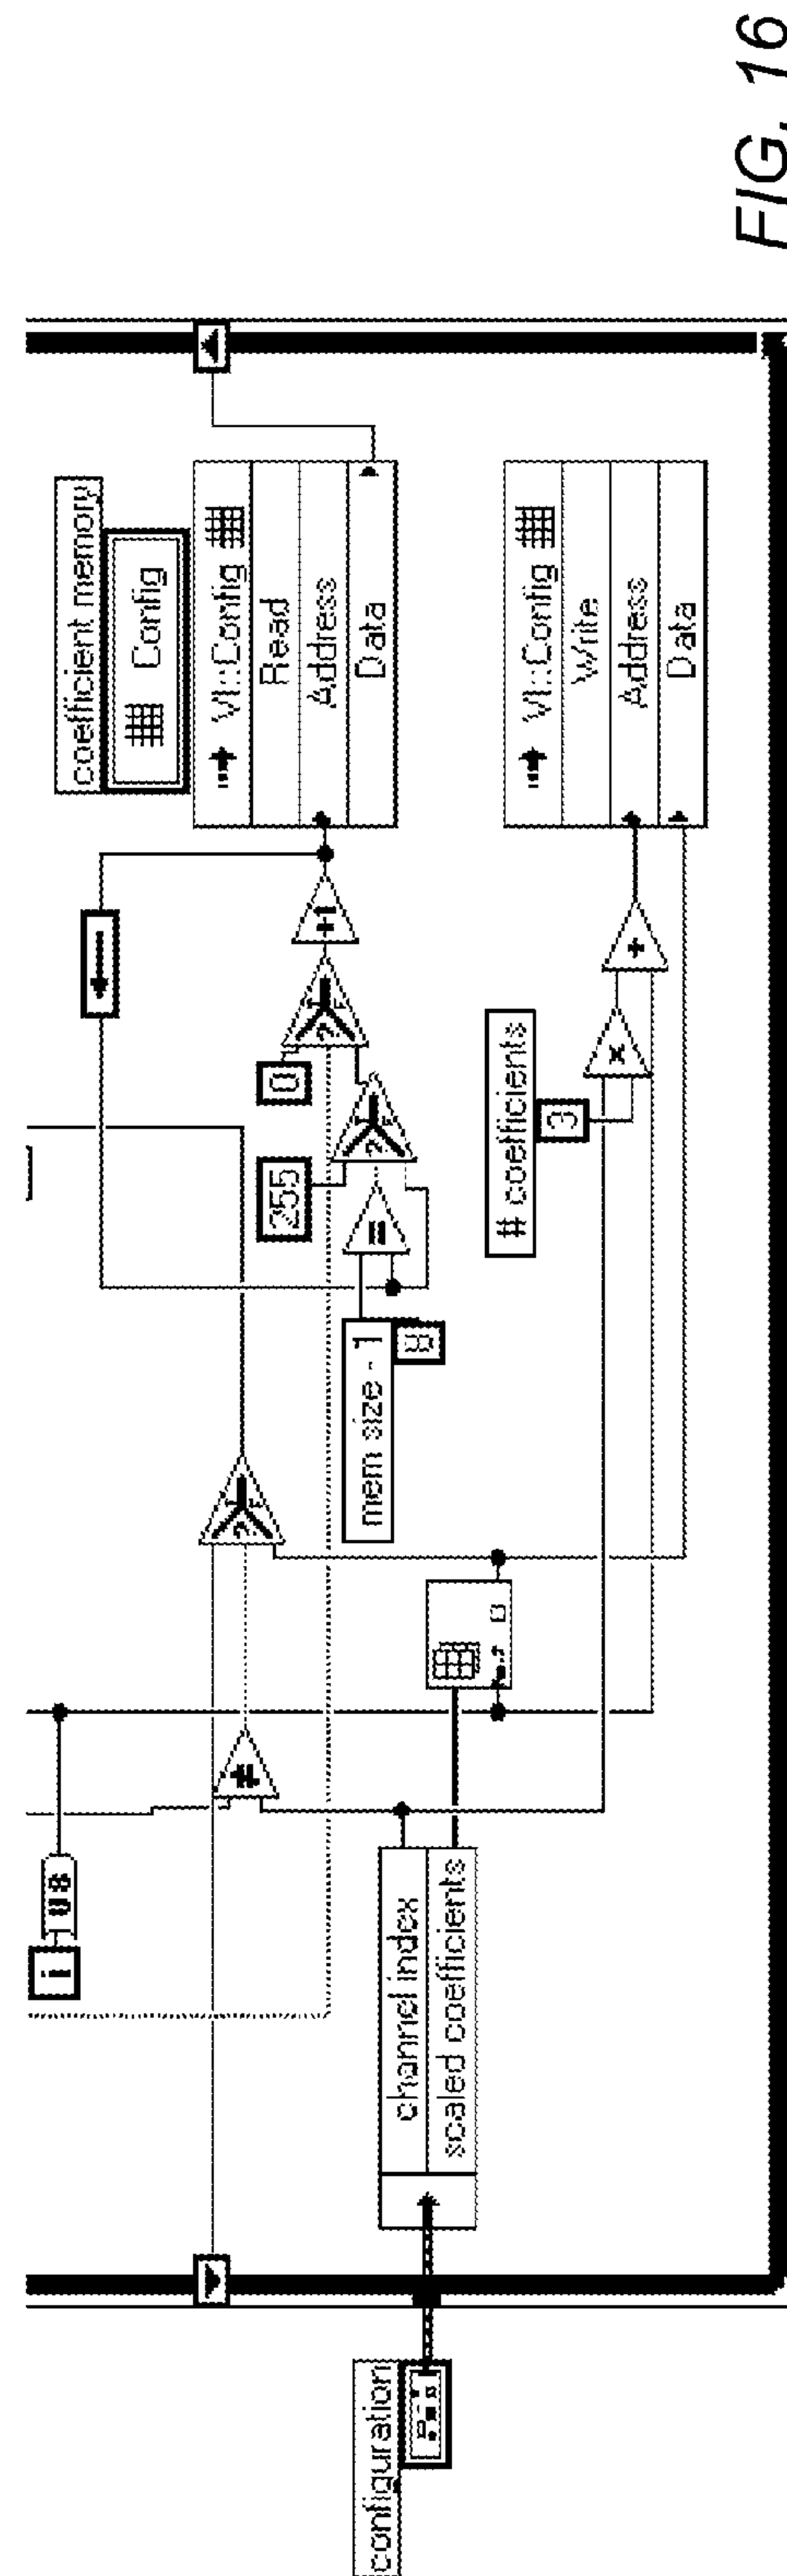 configuration
channel index
scaled coefficients
i
U8
≠
?
T
F
mem size - 1
8
=
255
?
T
F
0
?
T
F
+1
# coefficients
3
x
+
coefficient memory
Config
VI::Config
Read
Address
Data
VI::Config
Write
Address
Data
FIG. 16